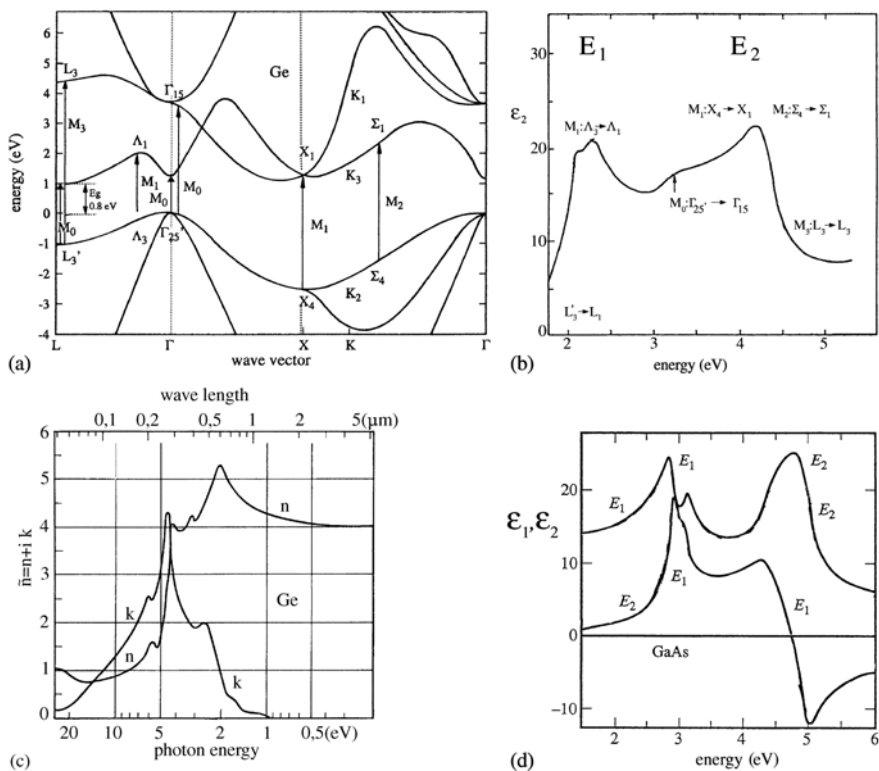 6
5
4
3
2
1
0
-1
-2
-3
-4
energy (eV)
L₃
Γ₁₅
Ge
M₃
Λ₁
K₁
X₁
Σ₁
Eg
0.8 eV
M₁
M₀
M₀
K₃
M₀
M₁
M₂
L₃'
Λ₃
Γ₂₅'
X₄
K₂
Σ₄
L
Γ
X
K
Γ
wave vector
(a)
E₁
E₂
40
30
20
10
0
ε₂
M₁:X₄→X₁
M₂:Σ₄→Σ₁
M₁:Λ₃→Λ₁
M₀:Γ₂₅' → Γ₁₅
M₃:L₃→L₃
L₃'→L₁
2
3
4
5
energy (eV)
(b)
wave length
0,1
0,2
0,6
1
2
5(μm)
6
5
4
3
2
1
0
ñ=n+i k
n
k
Ge
n
k
20
10
5
2
1
0,5(eV)
photon energy
(c)
20
10
0
-10
ε₁,ε₂
E₁
E₁
E₂
E₂
E₂
E₁
E₁
GaAs
2
3
4
5
6
energy (eV)
(d)